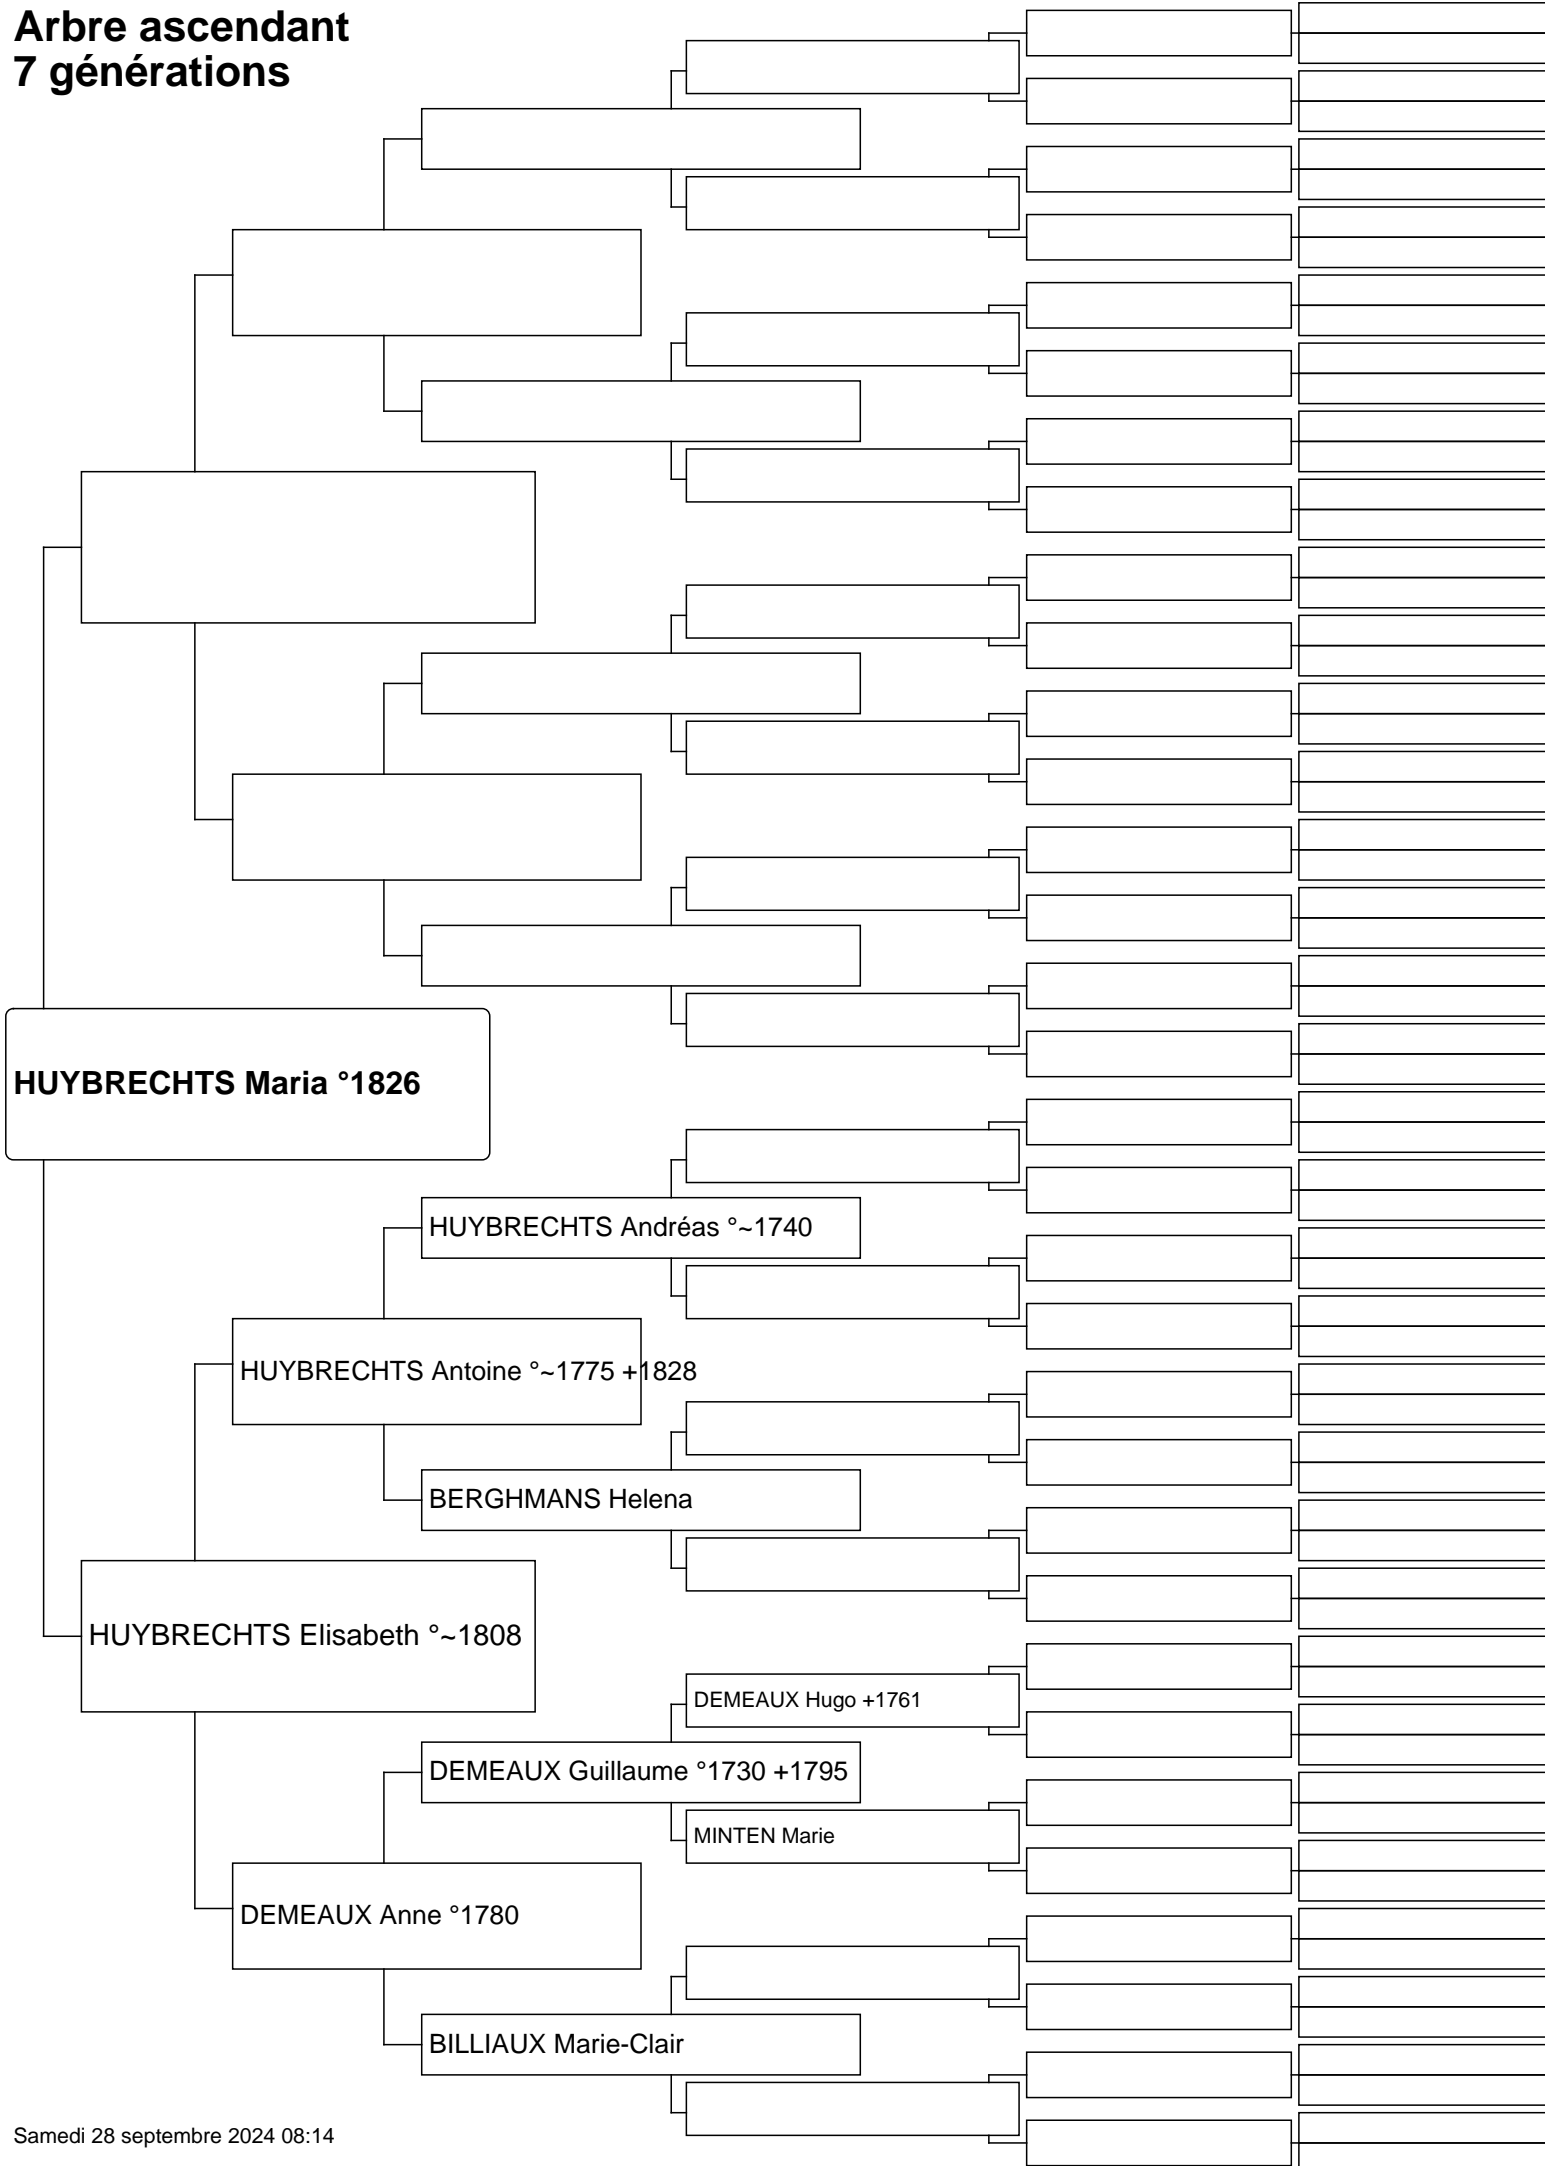 Arbre ascendant
7 générations
HUYBRECHTS Maria °1826
HUYBRECHTS Andréas °~1740
HUYBRECHTS Antoine °~1775 +1828
BERGHMANS Helena
HUYBRECHTS Elisabeth °~1808
DEMEAUX Hugo +1761
DEMEAUX Guillaume °1730 +1795
MINTEN Marie
DEMEAUX Anne °1780
BILLIAUX Marie-Clair
Samedi 28 septembre 2024 08:14